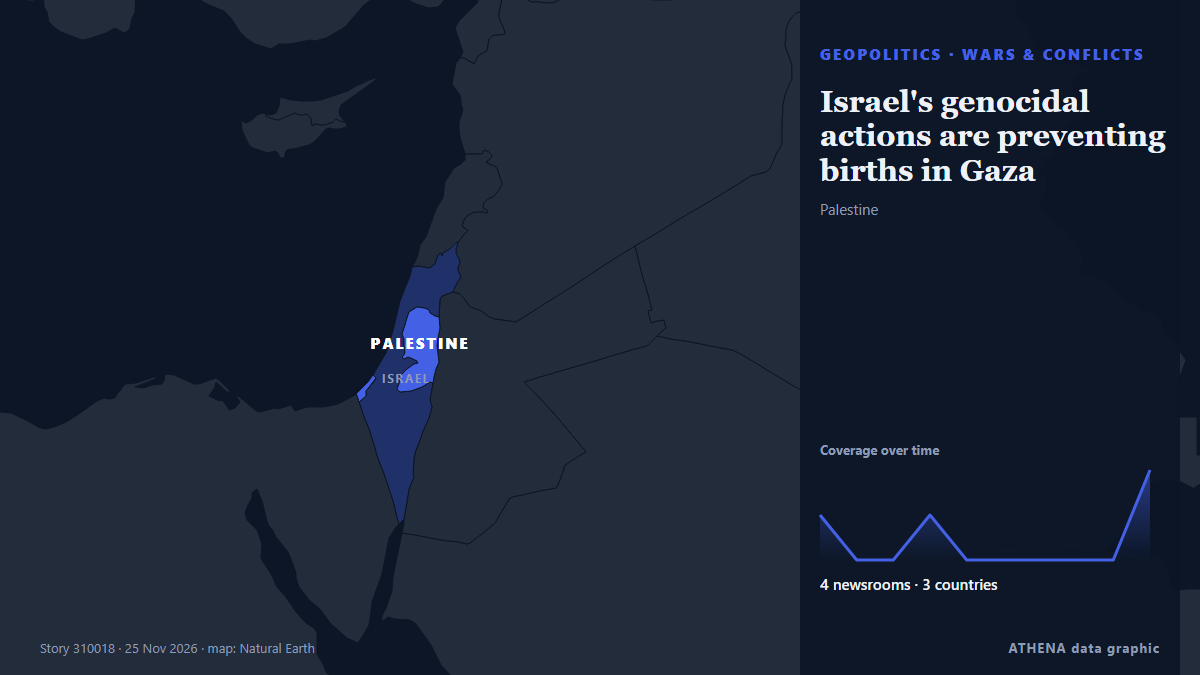 GEOPOLITICS · WARS & CONFLICTS
Israel's genocidal
actions are preventing
births in Gaza
Palestine
PALESTINE
ISRAEL
Coverage over time
4 newsrooms · 3 countries
Story 310018 · 25 Nov 2026 · map: Natural Earth
ATHENA data graphic